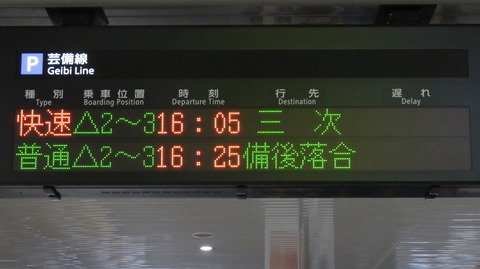 P 芸備線
Geibi Line
種別 乗車位置 時刻 行先 遅れ
Type Boarding Position Departure Time Destination Delay
快速 △2〜3 16:05 三次
普通 △2〜3 16:25 備後落合